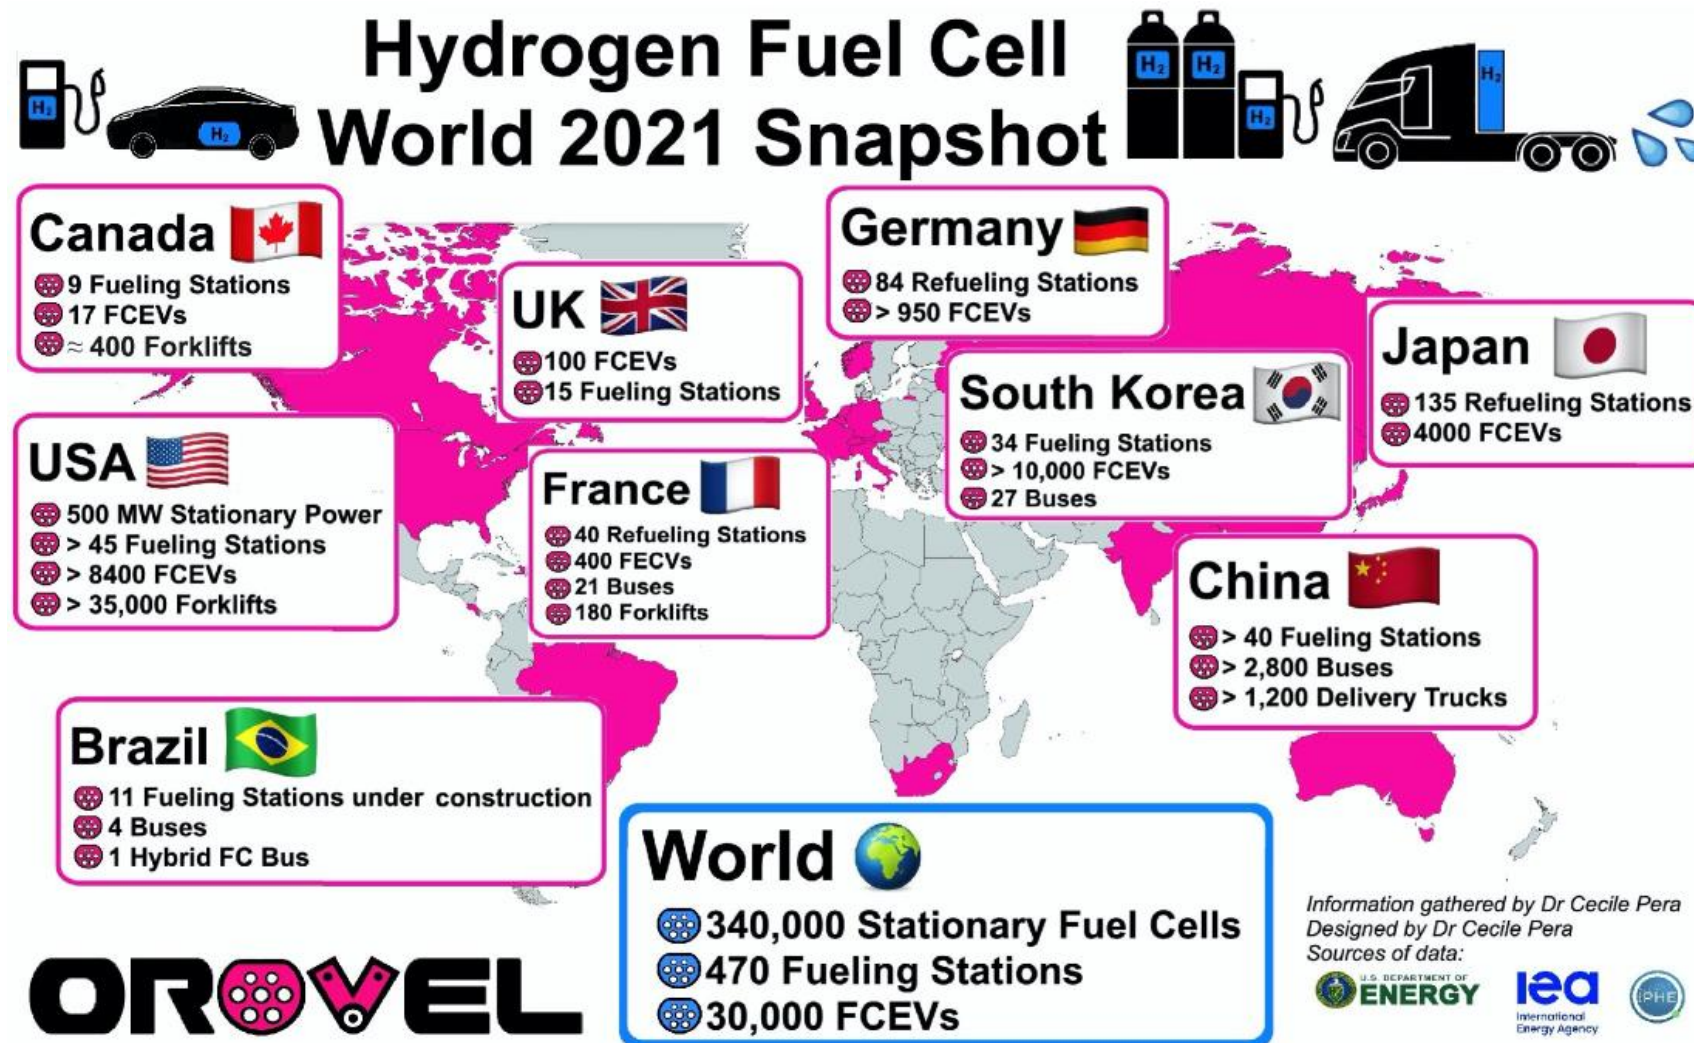 Hydrogen Fuel Cell
World 2021 Snapshot
H₂
H₂
H₂
H₂
H₂
H₂
Canada
9 Fueling Stations
17 FCEVs
≈ 400 Forklifts
UK
100 FCEVs
15 Fueling Stations
Germany
84 Refueling Stations
> 950 FCEVs
Japan
135 Refueling Stations
4000 FCEVs
South Korea
34 Fueling Stations
> 10,000 FCEVs
27 Buses
USA
500 MW Stationary Power
> 45 Fueling Stations
> 8400 FCEVs
> 35,000 Forklifts
France
40 Refueling Stations
400 FECVs
21 Buses
180 Forklifts
China
> 40 Fueling Stations
> 2,800 Buses
> 1,200 Delivery Trucks
Brazil
11 Fueling Stations under construction
4 Buses
1 Hybrid FC Bus
World
340,000 Stationary Fuel Cells
470 Fueling Stations
30,000 FCEVs
OROVEL
Information gathered by Dr Cecile Pera
Designed by Dr Cecile Pera
Sources of data:
U.S. DEPARTMENT OF
ENERGY
iea
International
Energy Agency
IPHE